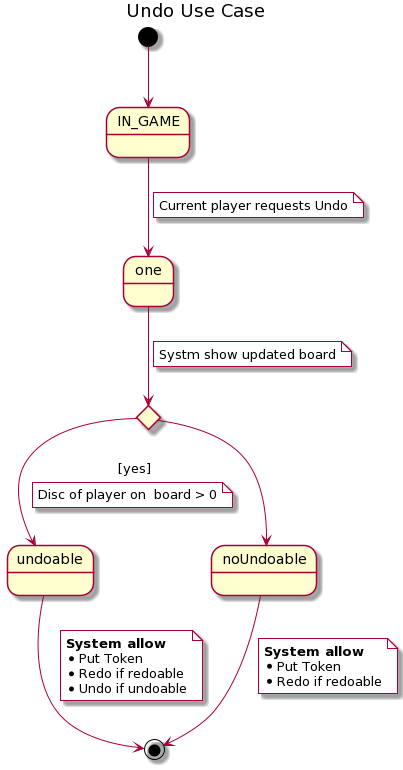 Undo Use Case
IN_GAME
Current player requests Undo
one
Systm show updated board
[yes]
Disc of player on  board > 0
undoable
noUndoable
System allow
• Put Token
• Redo if redoable
• Undo if undoable
System allow
• Put Token
• Redo if redoable